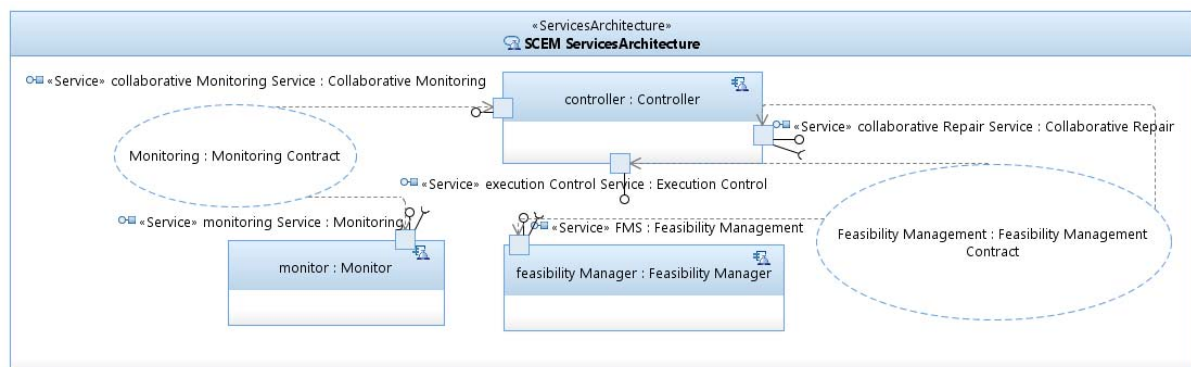 «ServicesArchitecture»
SCEM ServicesArchitecture
«Service» collaborative Monitoring Service : Collaborative Monitoring
controller : Controller
«Service» collaborative Repair Service : Collaborative Repair
Monitoring : Monitoring Contract
«Service» execution Control Service : Execution Control
«Service» monitoring Service : Monitoring
«Service» FMS : Feasibility Management
Feasibility Management : Feasibility Management
Contract
monitor : Monitor
feasibility Manager : Feasibility Manager